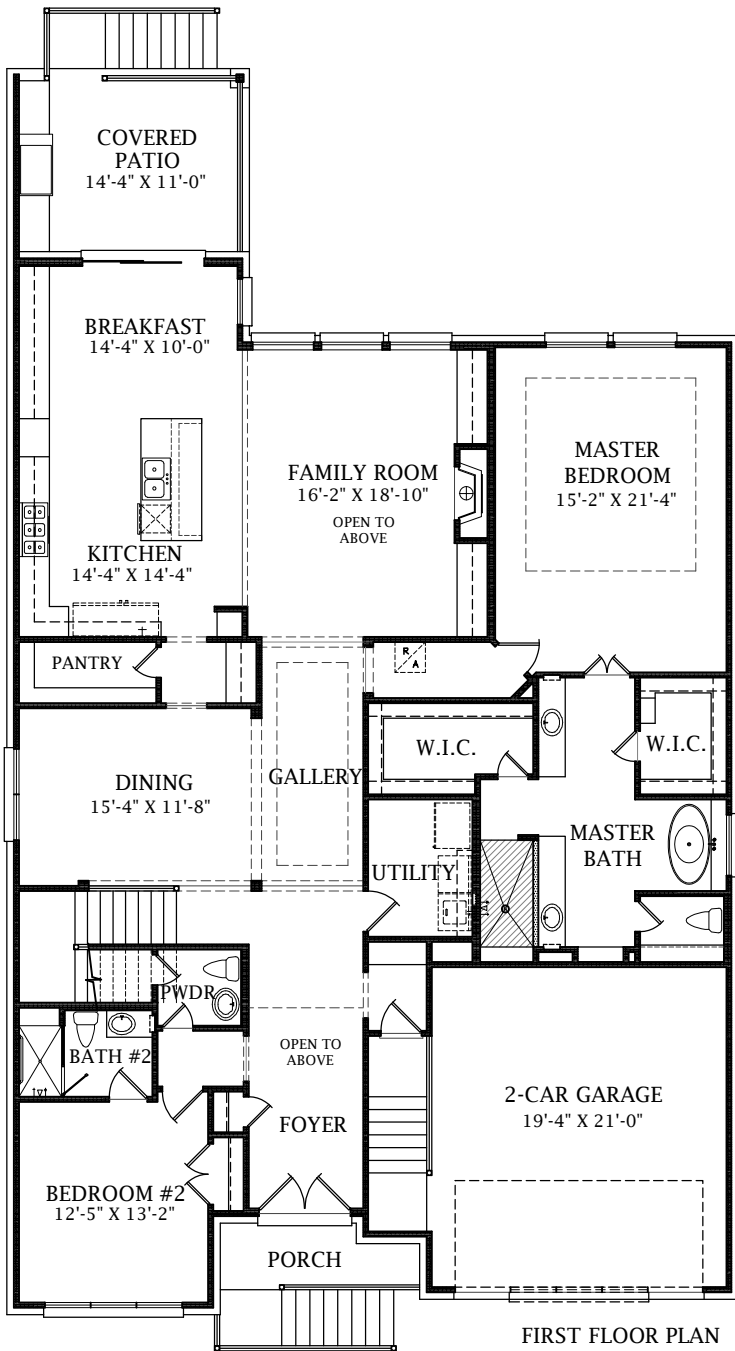 COVERED
PATIO
14'-4" X 11'-0"
BREAKFAST
14'-4" X 10'-0"
FAMILY ROOM
16'-2" X 18'-10"
OPEN TO
ABOVE
MASTER
BEDROOM
15'-2" X 21'-4"
KITCHEN
14'-4" X 14'-4"
PANTRY
R
A
W.I.C.
W.I.C.
DINING
15'-4" X 11'-8"
GALLERY
MASTER
BATH
UTILITY
PWDR
BATH #2
OPEN TO
ABOVE
FOYER
2-CAR GARAGE
19'-4" X 21'-0"
BEDROOM #2
12'-5" X 13'-2"
PORCH
FIRST FLOOR PLAN